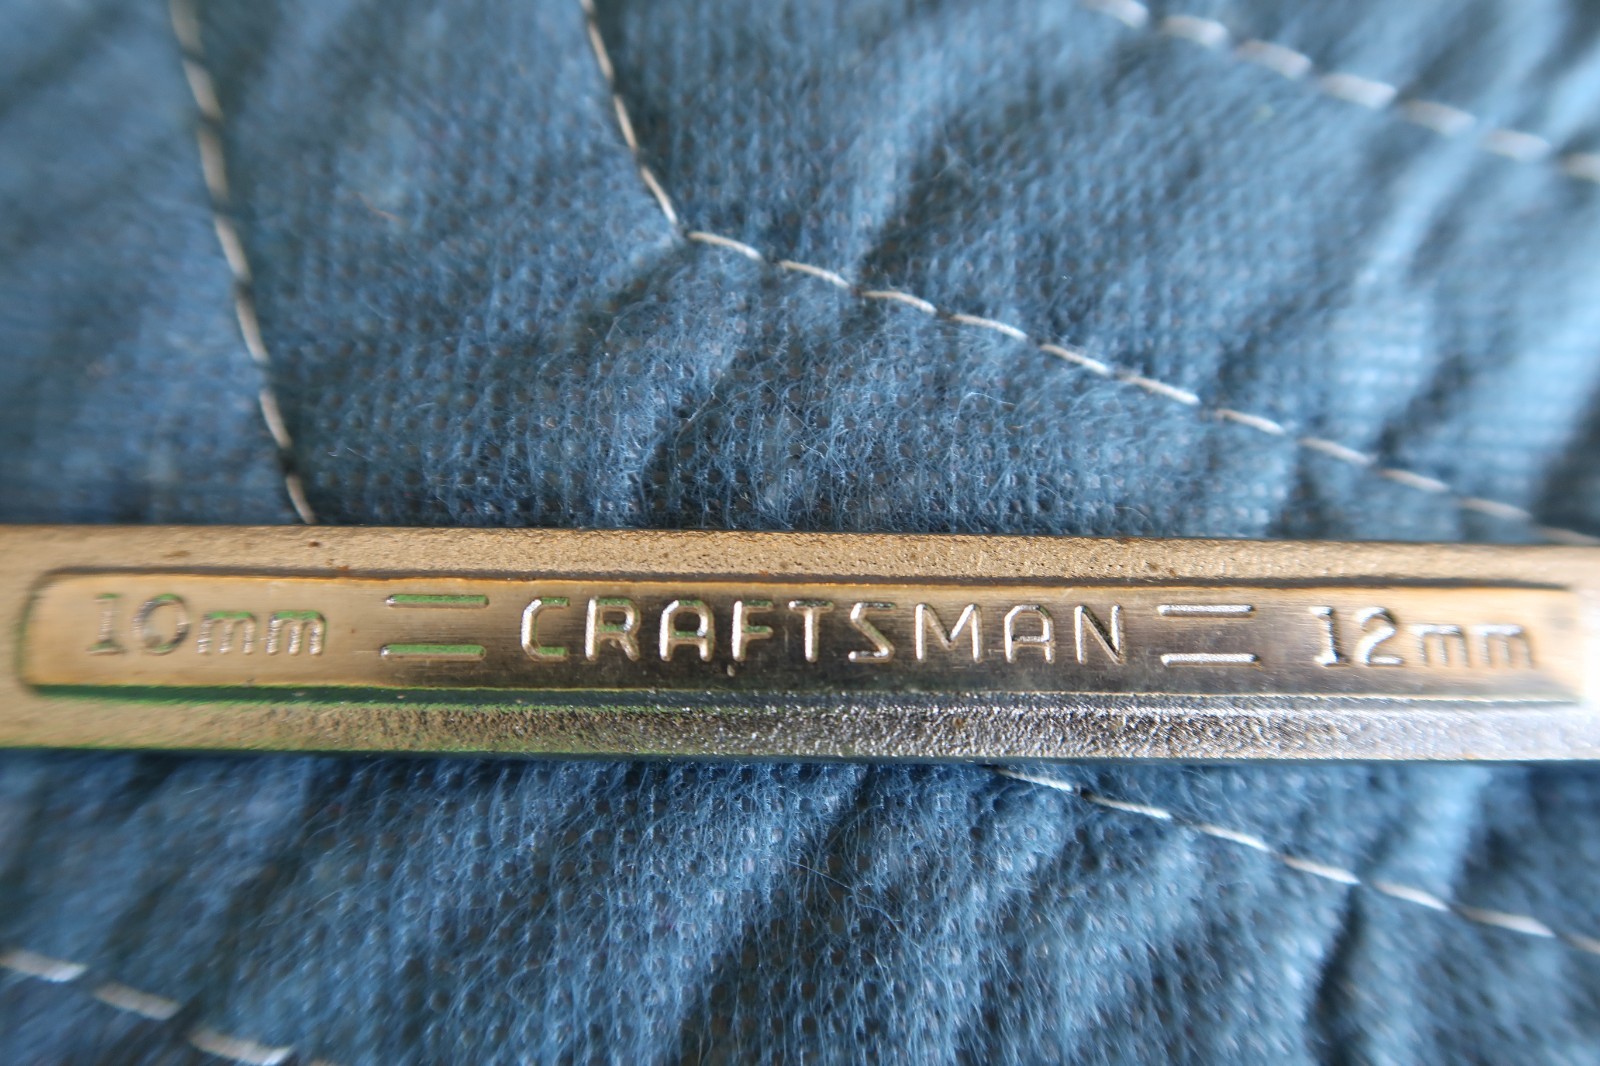 10mm = CRAFTSMAN = 12mm